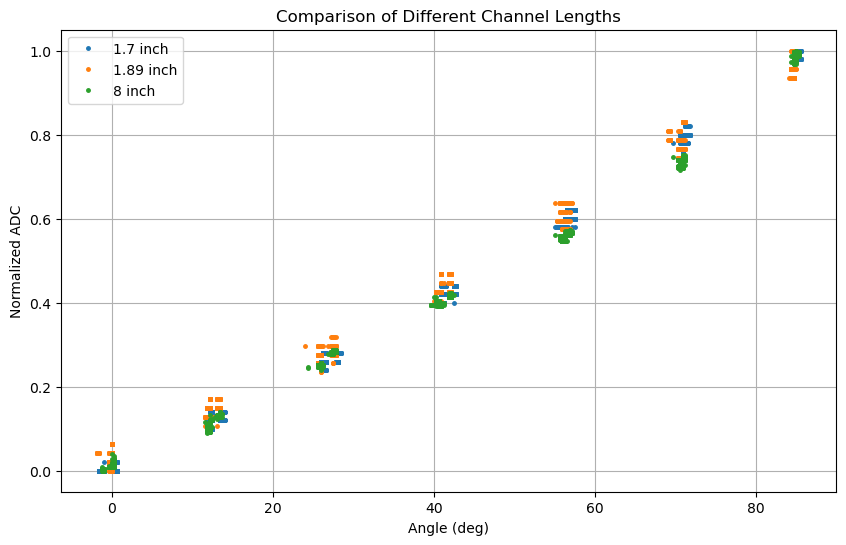 Comparison of Different Channel Lengths
1.7 inch
1.89 inch
8 inch
1.0
0.8
0.6
0.4
0.2
0.0
Normalized ADC
0 20 40 60 80
Angle (deg)